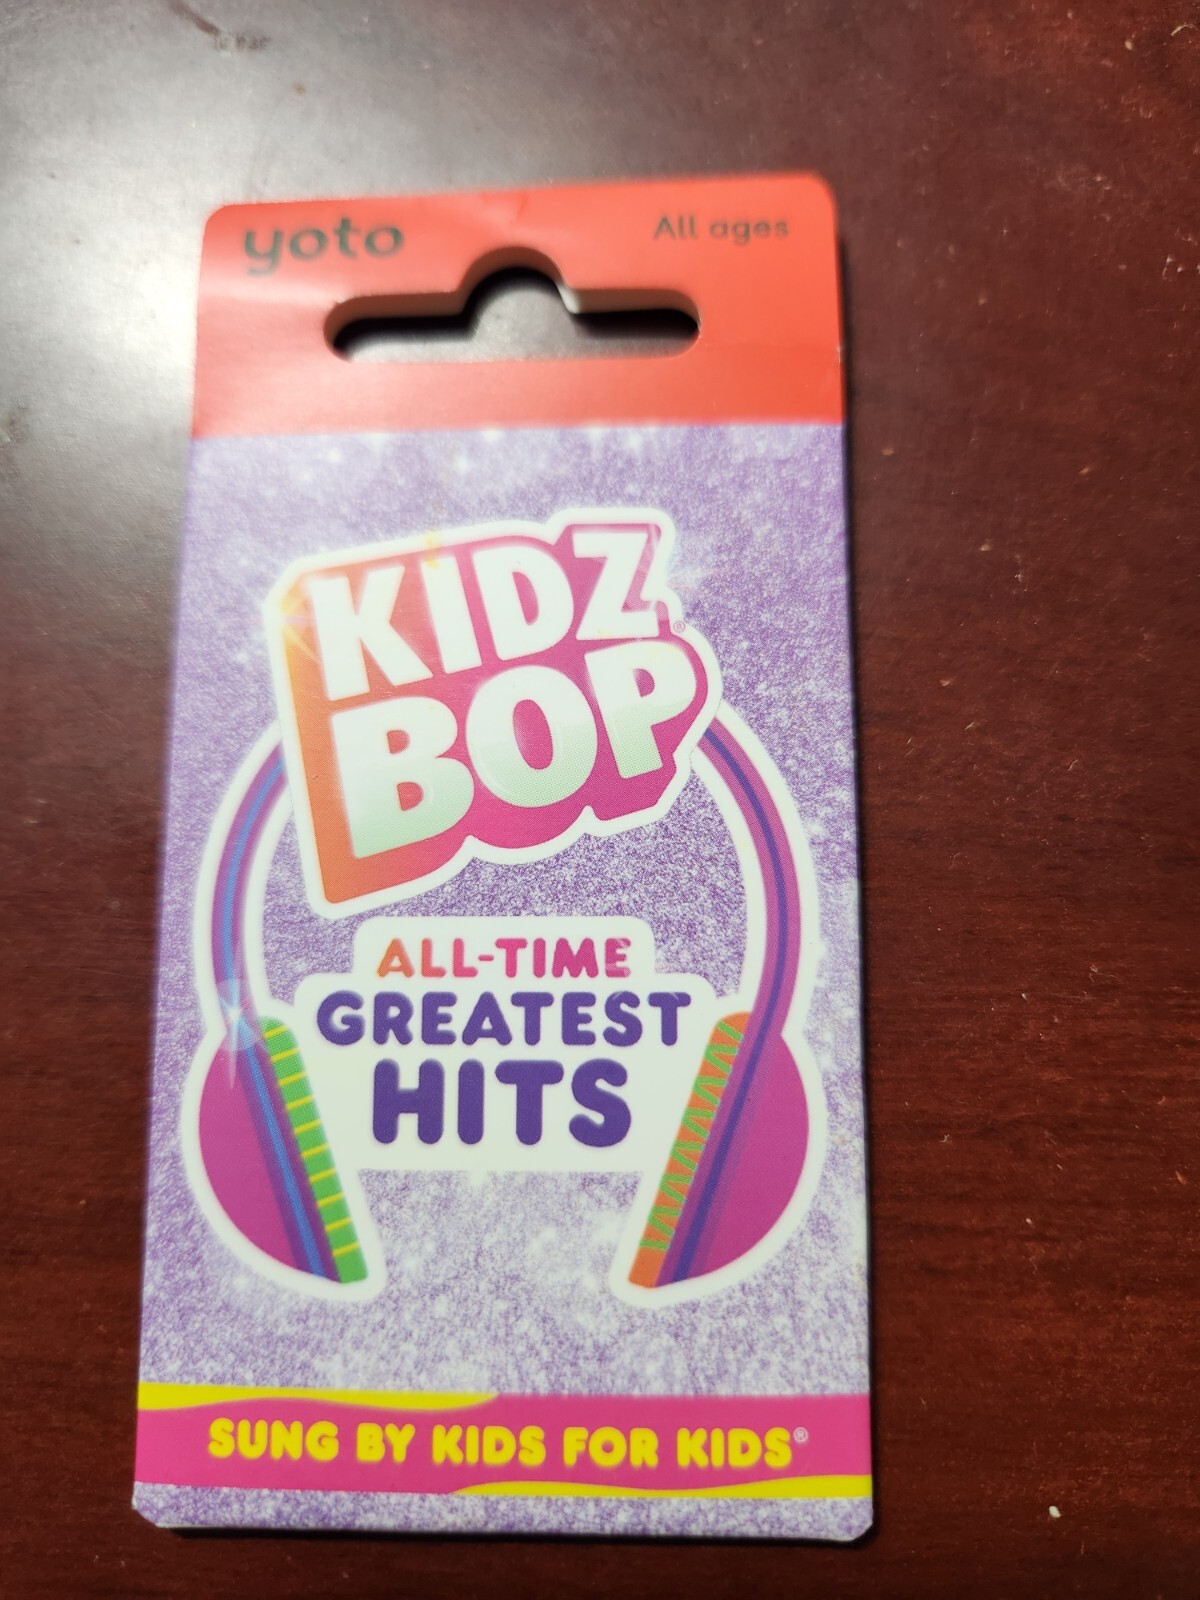 yoto
All ages
KIDZ
BOP®
ALL-TIME
GREATEST
HITS
SUNG BY KIDS FOR KIDS®